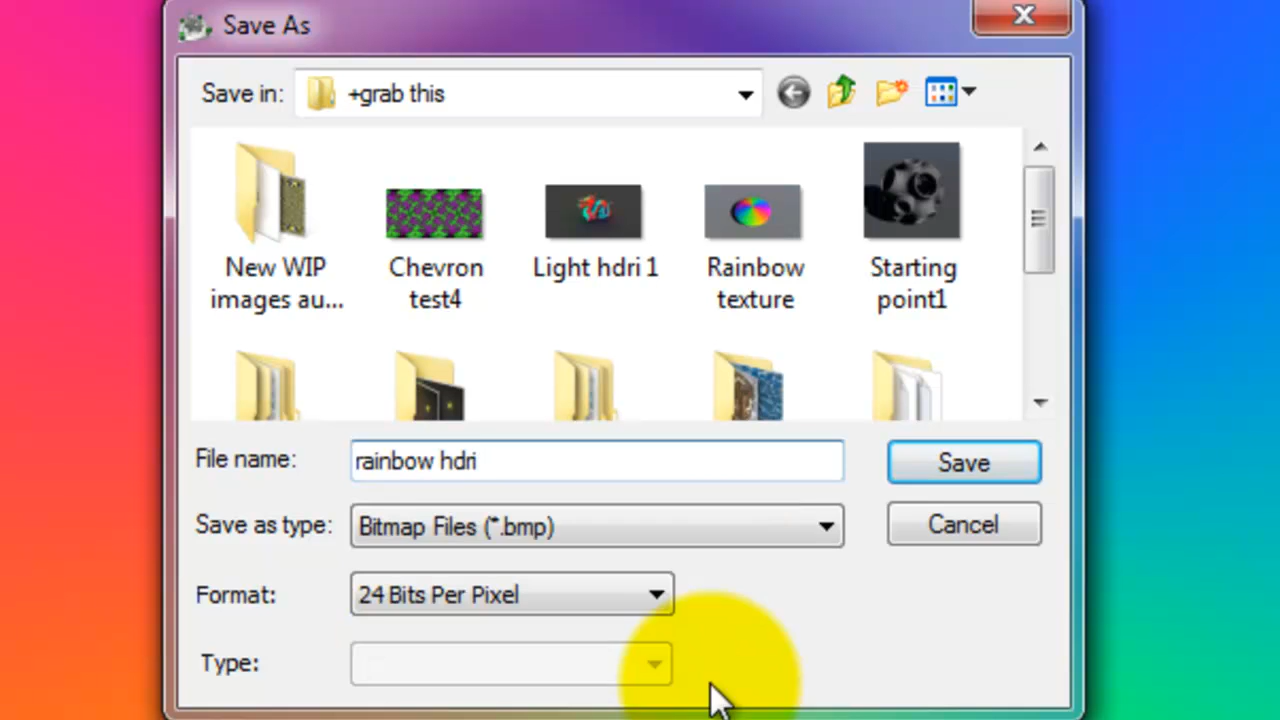 Save As
Save in: +grab this
New WIP images au...
Chevron test4
Light hdri 1
Rainbow texture
Starting point1
File name: rainbow hdri
Save
Save as type: Bitmap Files (*.bmp)
Cancel
Format: 24 Bits Per Pixel
Type: